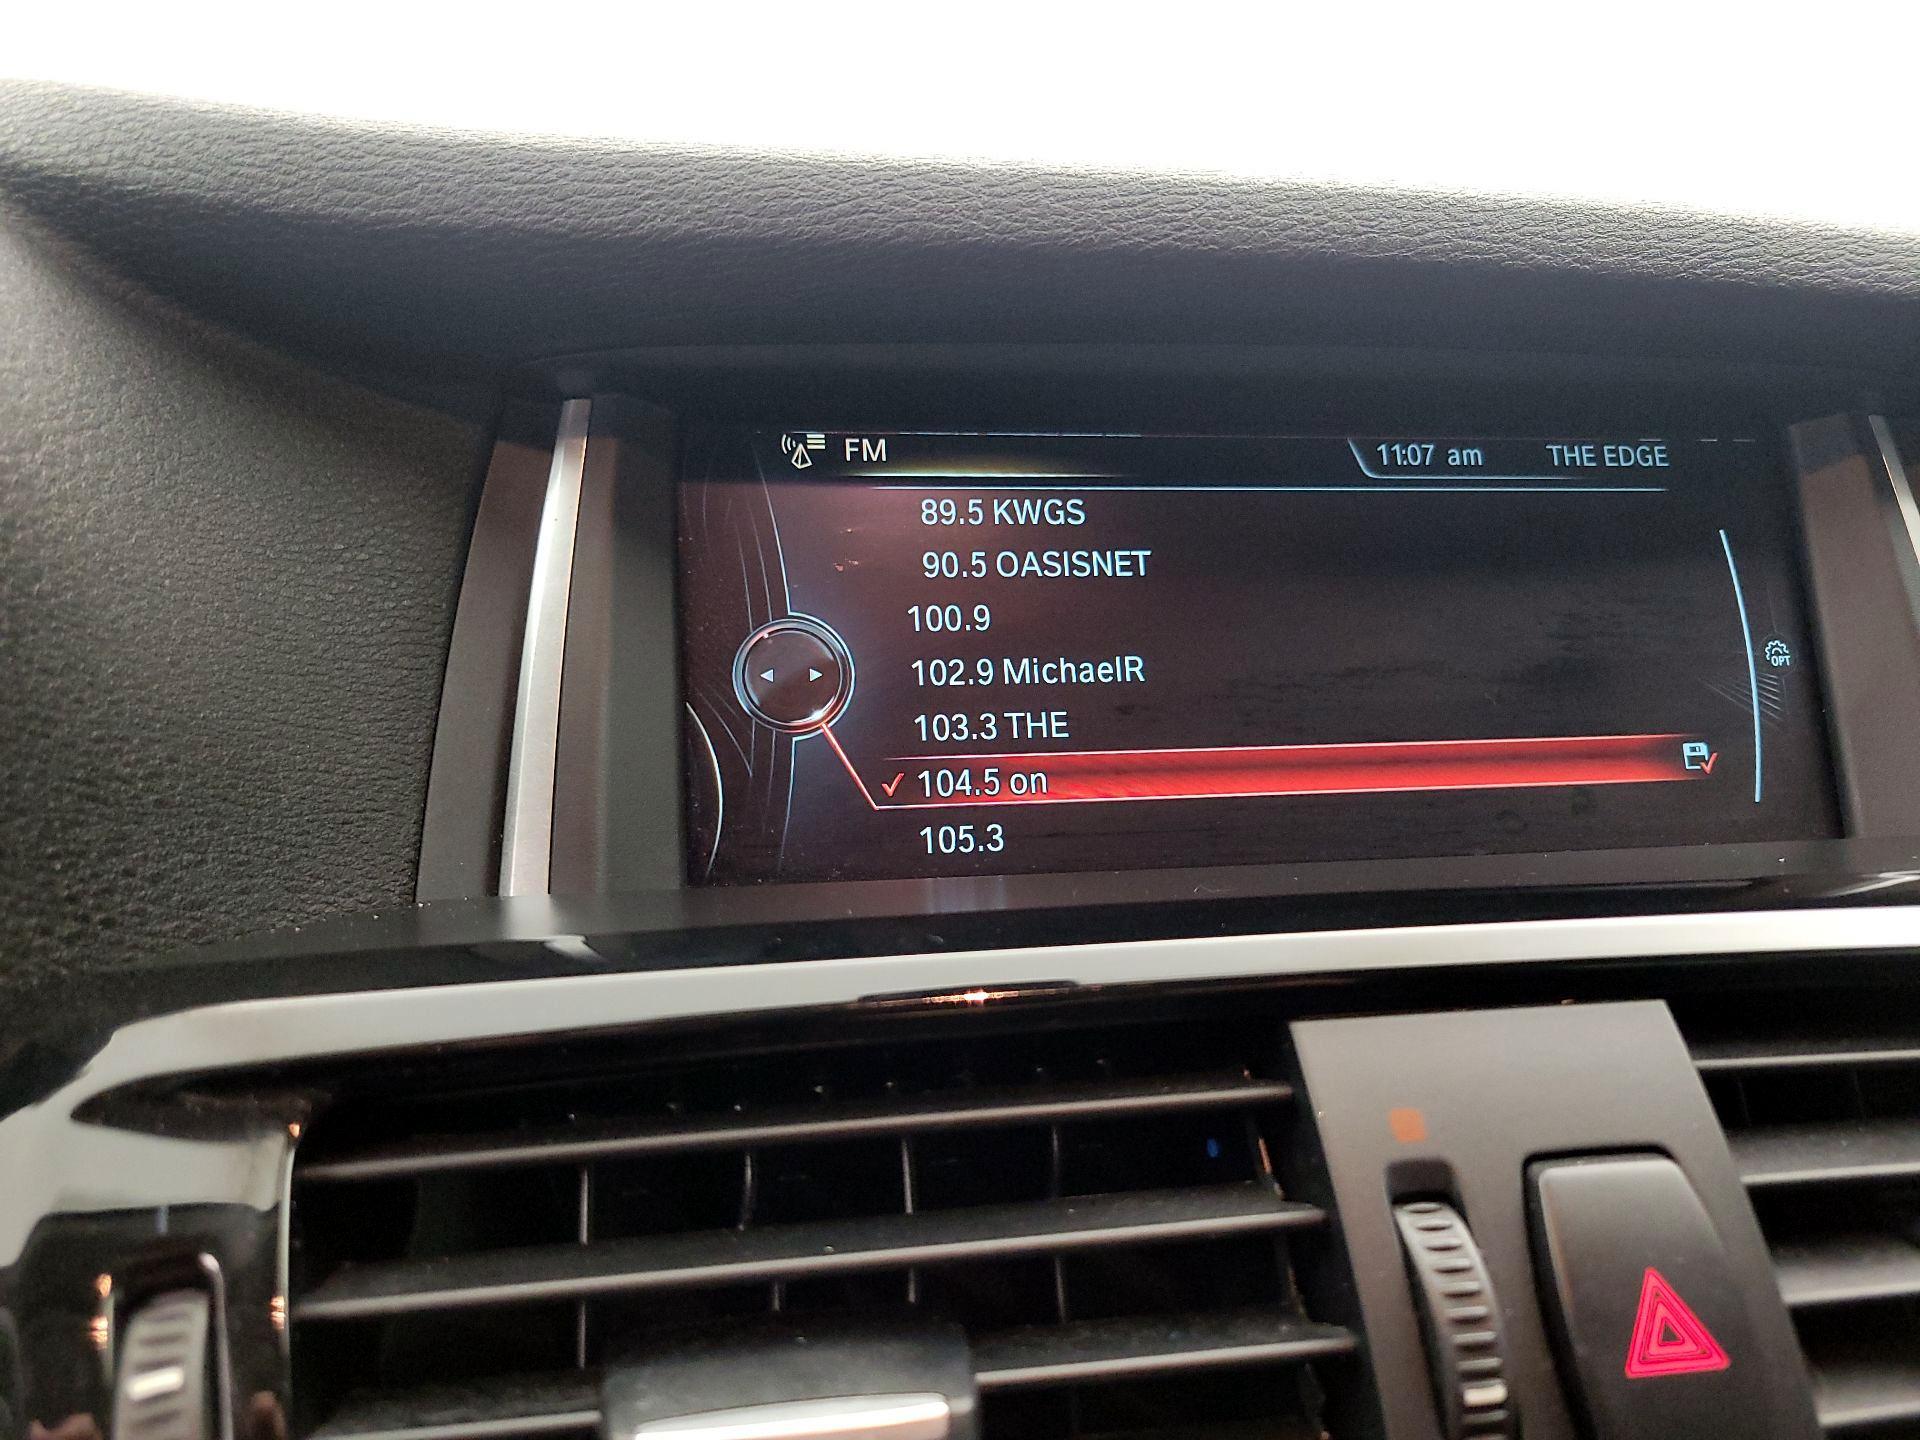 FM 11:07 am THE EDGE
89.5 KWGS
90.5 OASISNET
100.9
102.9 MichaelR
103.3 THE
104.5 on
105.3
OPT